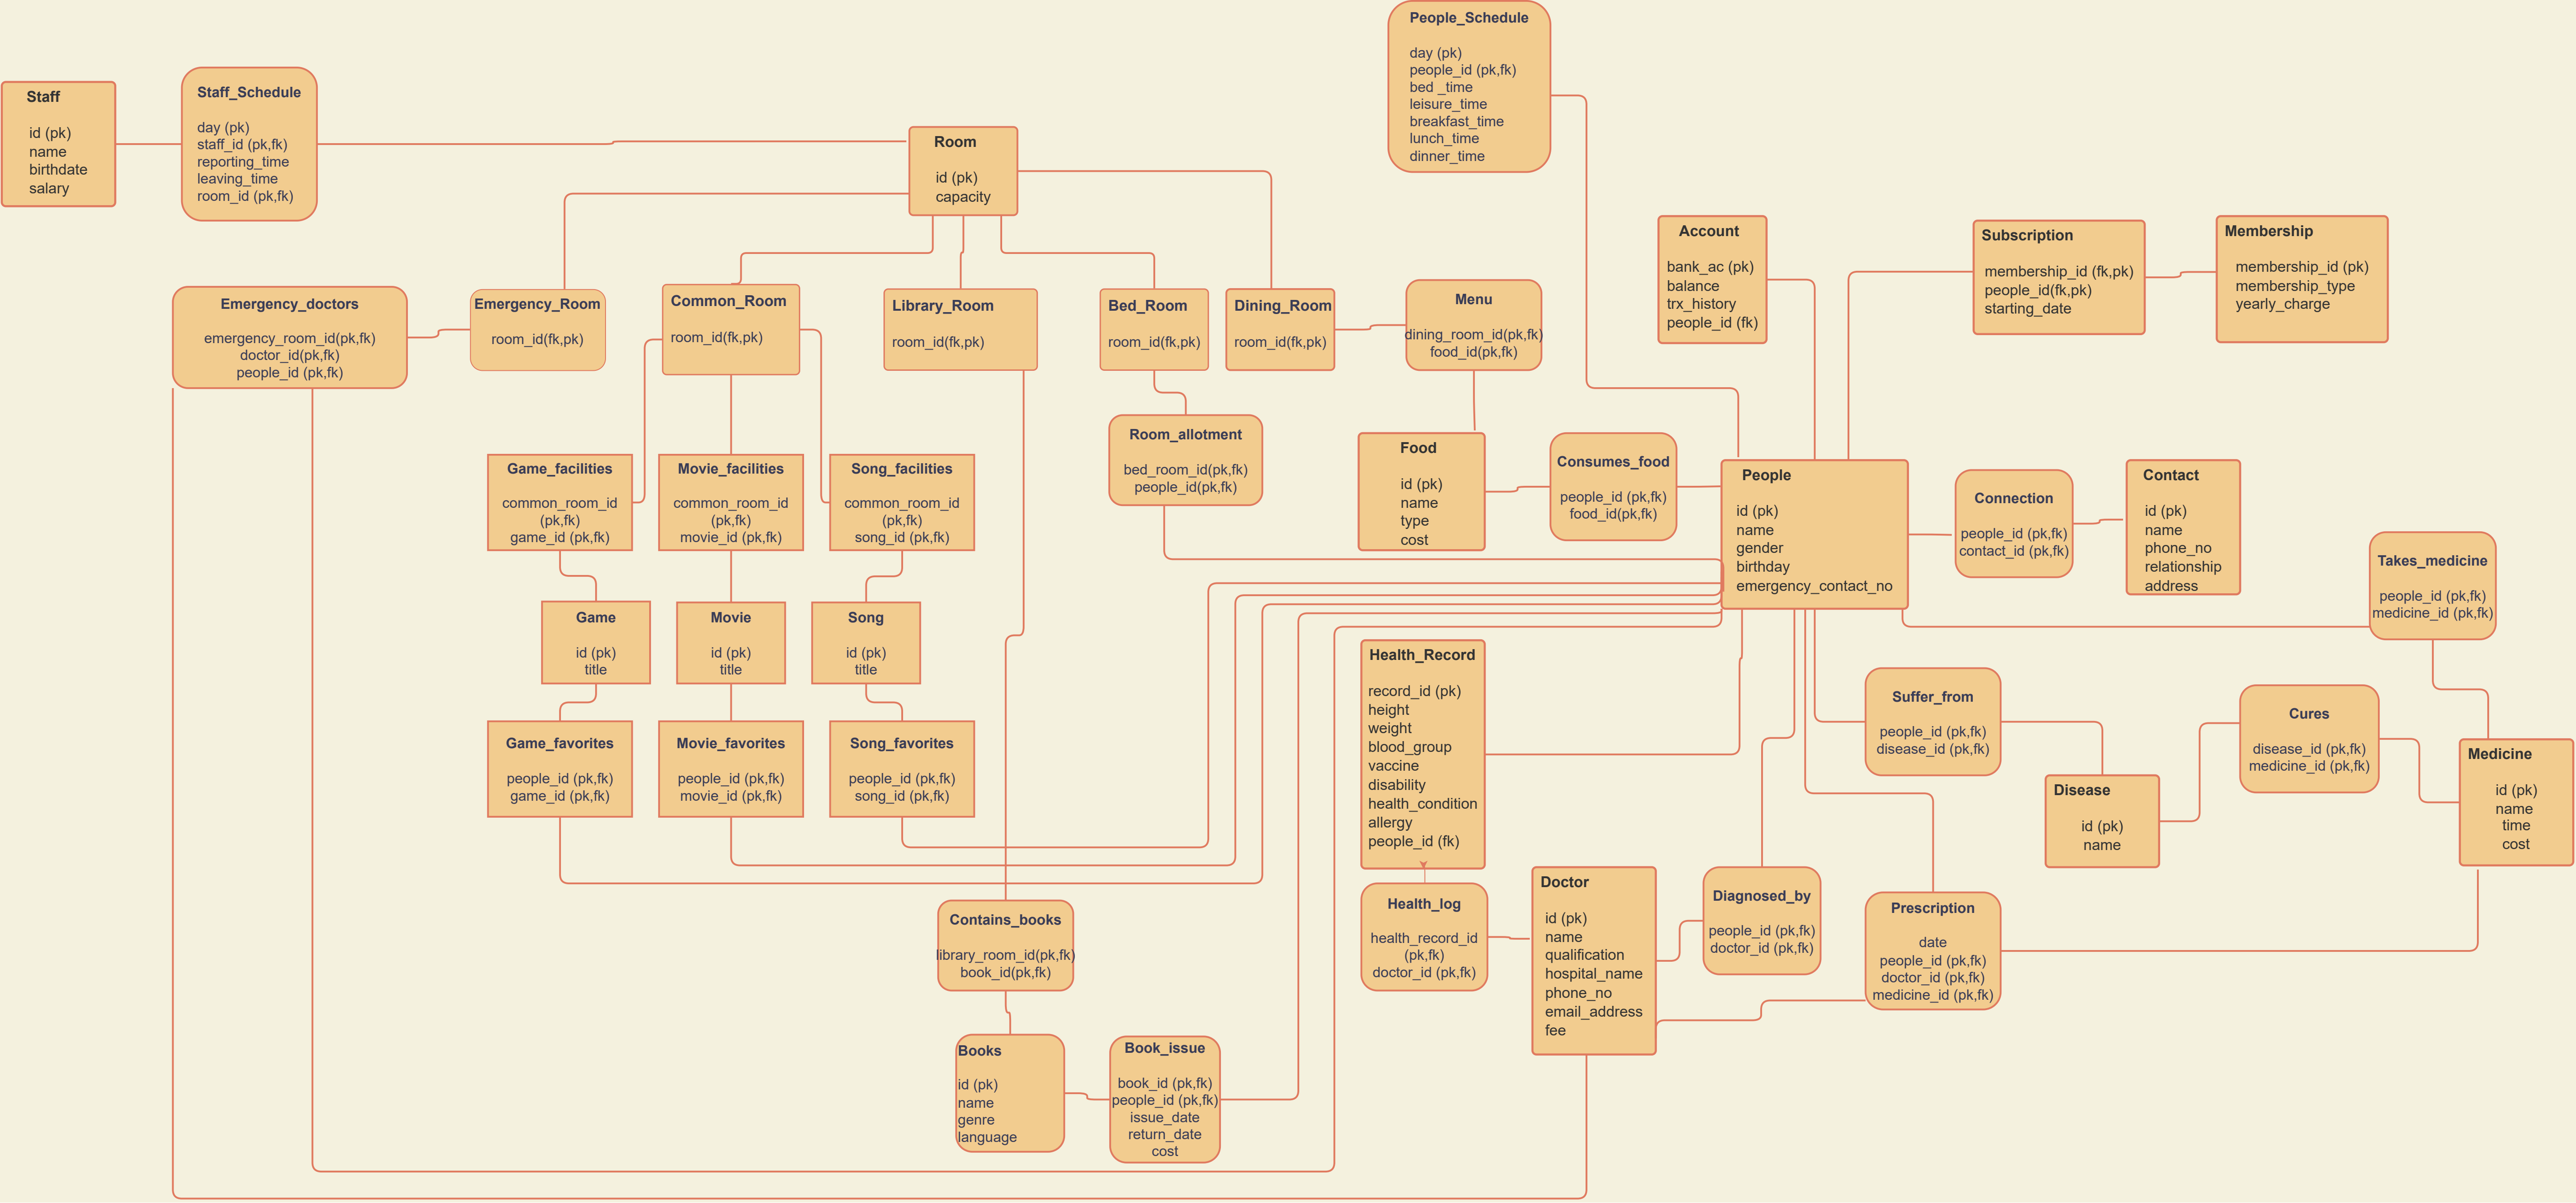 People_Schedule
day (pk)
people_id (pk,fk)
bed _time
leisure_time
breakfast_time
lunch_time
dinner_time
Staff
id (pk)
name
birthdate
salary
Staff_Schedule
day (pk)
staff_id (pk,fk)
reporting_time
leaving_time
room_id (pk,fk)
Room
id (pk)
capacity
Account
bank_ac (pk)
balance
trx_history
people_id (fk)
Subscription
membership_id (fk,pk)
people_id(fk,pk)
starting_date
Membership
membership_id (pk)
membership_type
yearly_charge
Emergency_doctors
emergency_room_id(pk,fk)
doctor_id(pk,fk)
people_id (pk,fk)
Emergency_Room
room_id(fk,pk)
Common_Room
room_id(fk,pk)
Library_Room
room_id(fk,pk)
Bed_Room
room_id(fk,pk)
Dining_Room
room_id(fk,pk)
Menu
dining_room_id(pk,fk)
food_id(pk,fk)
Room_allotment
bed_room_id(pk,fk)
people_id(pk,fk)
Food
id (pk)
name
type
cost
Consumes_food
people_id (pk,fk)
food_id(pk,fk)
People
id (pk)
name
gender
birthday
emergency_contact_no
Connection
people_id (pk,fk)
contact_id (pk,fk)
Contact
id (pk)
name
phone_no
relationship
address
Takes_medicine
people_id (pk,fk)
medicine_id (pk,fk)
Game_facilities
common_room_id
(pk,fk)
game_id (pk,fk)
Movie_facilities
common_room_id
(pk,fk)
movie_id (pk,fk)
Song_facilities
common_room_id
(pk,fk)
song_id (pk,fk)
Game
id (pk)
title
Movie
id (pk)
title
Song
id (pk)
title
Game_favorites
people_id (pk,fk)
game_id (pk,fk)
Movie_favorites
people_id (pk,fk)
movie_id (pk,fk)
Song_favorites
people_id (pk,fk)
song_id (pk,fk)
Health_Record
record_id (pk)
height
weight
blood_group
vaccine
disability
health_condition
allergy
people_id (fk)
Suffer_from
people_id (pk,fk)
disease_id (pk,fk)
Cures
disease_id (pk,fk)
medicine_id (pk,fk)
Disease
id (pk)
name
Medicine
id (pk)
name
time
cost
Health_log
health_record_id
(pk,fk)
doctor_id (pk,fk)
Doctor
id (pk)
name
qualification
hospital_name
phone_no
email_address
fee
Diagnosed_by
people_id (pk,fk)
doctor_id (pk,fk)
Prescription
date
people_id (pk,fk)
doctor_id (pk,fk)
medicine_id (pk,fk)
Contains_books
library_room_id(pk,fk)
book_id(pk,fk)
Books
id (pk)
name
genre
language
Book_issue
book_id (pk,fk)
people_id (pk,fk)
issue_date
return_date
cost